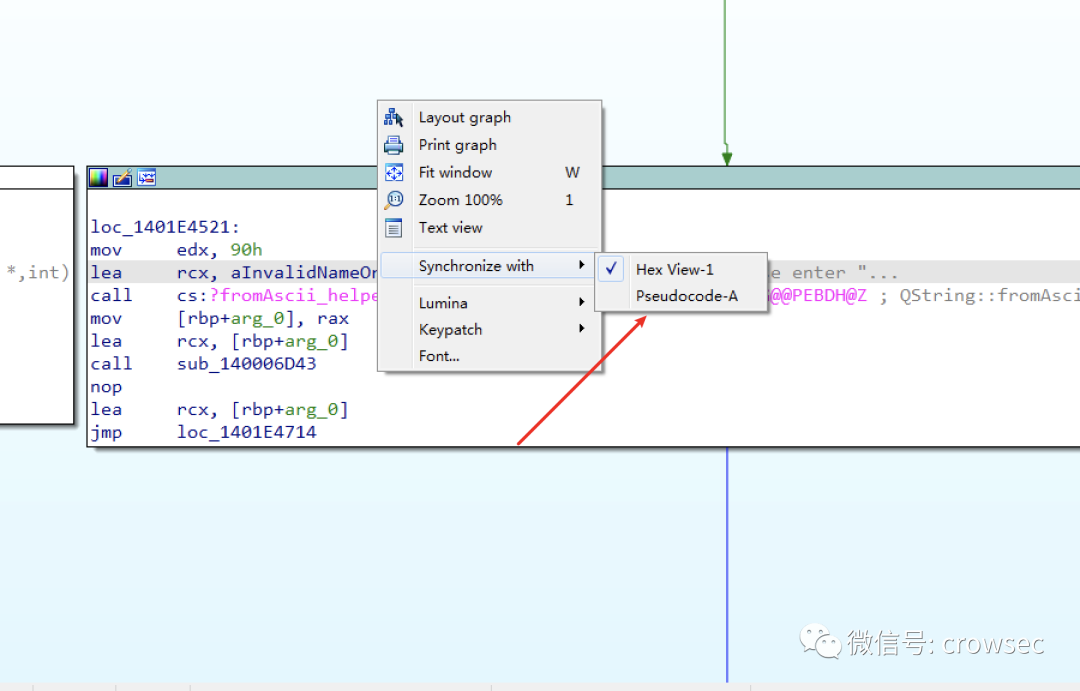 Layout graph
Print graph
Fit window W
Zoom 100% 1
Text view
Synchronize with
Lumina
Keypatch
Font...
Hex View-1
Pseudocode-A
*,int)
loc_1401E4521:
mov edx, 90h
lea rcx, aInvalidNameOr e enter "...
call cs:?fromAscii_helpe @@PEBDH@Z ; QString::fromAsci
mov [rbp+arg_0], rax
lea rcx, [rbp+arg_0]
call sub_140006D43
nop
lea rcx, [rbp+arg_0]
jmp loc_1401E4714
微信号: crowsec